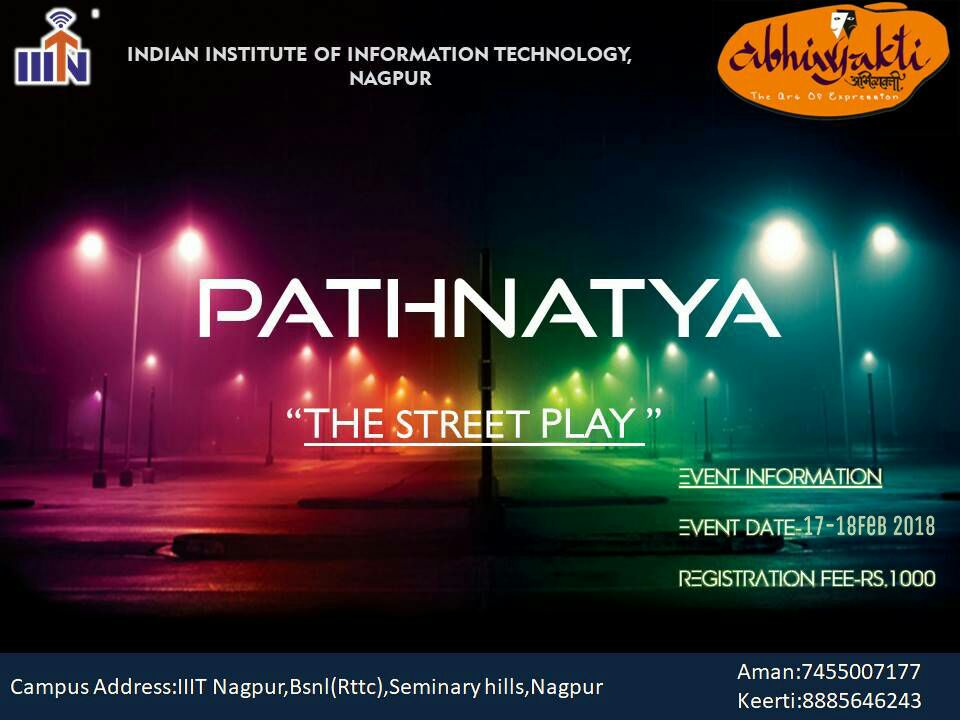 IIITN
INDIAN INSTITUTE OF INFORMATION TECHNOLOGY,
NAGPUR
abhivyakti
अभिव्यक्ती
The Ars Of Expression
PATHNATYA
“THE STREET PLAY ”
EVENT INFORMATION
EVENT DATE-17-18FeB 2018
REGISTRATION FEE-RS.1000
Campus Address:IIIT Nagpur,Bsnl(Rttc),Seminary hills,Nagpur
Aman:7455007177
Keerti:8885646243